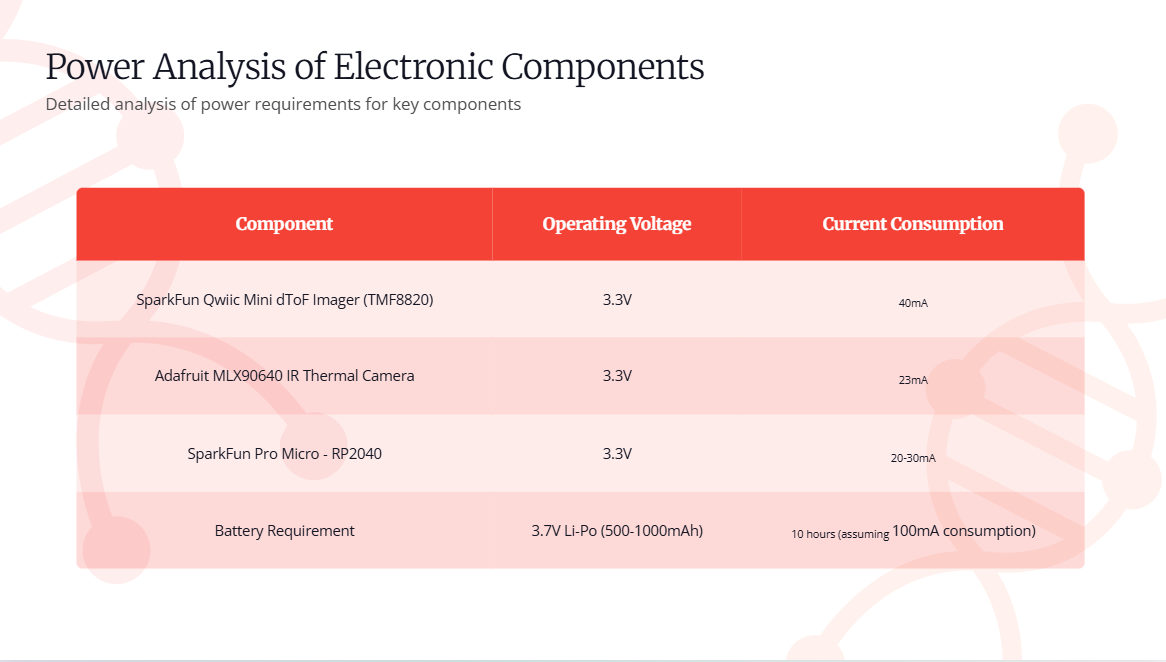 Power Analysis of Electronic Components
Detailed analysis of power requirements for key components
Component Operating Voltage Current Consumption
SparkFun Qwiic Mini dToF Imager (TMF8820) 3.3V 40mA
Adafruit MLX90640 IR Thermal Camera 3.3V 23mA
SparkFun Pro Micro - RP2040 3.3V 20-30mA
Battery Requirement 3.7V Li-Po (500-1000mAh) 10 hours (assuming 100mA consumption)